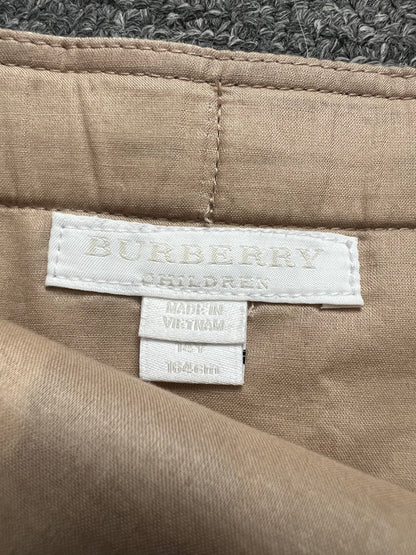 BURBERRY
CHILDREN
MADE IN
VIETNAM
14Y
164cm